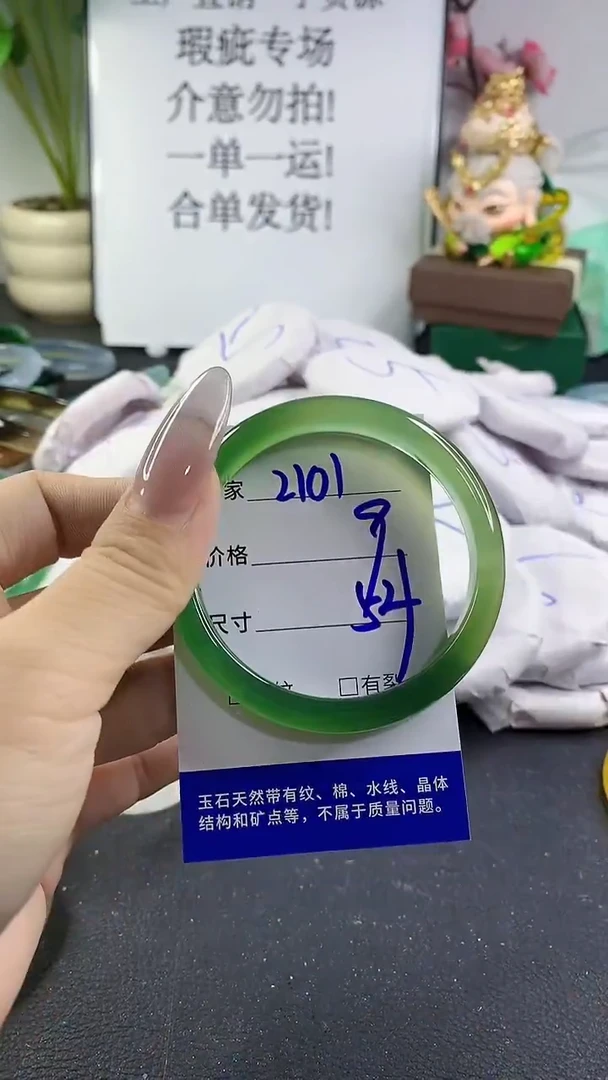 瑕疵专场
介意勿拍!
一单一运!
合单发货!
家 2101
价格
尺寸 54
□有裂
玉石天然带有纹、棉、水线、晶体
结构和矿点等，不属于质量问题。